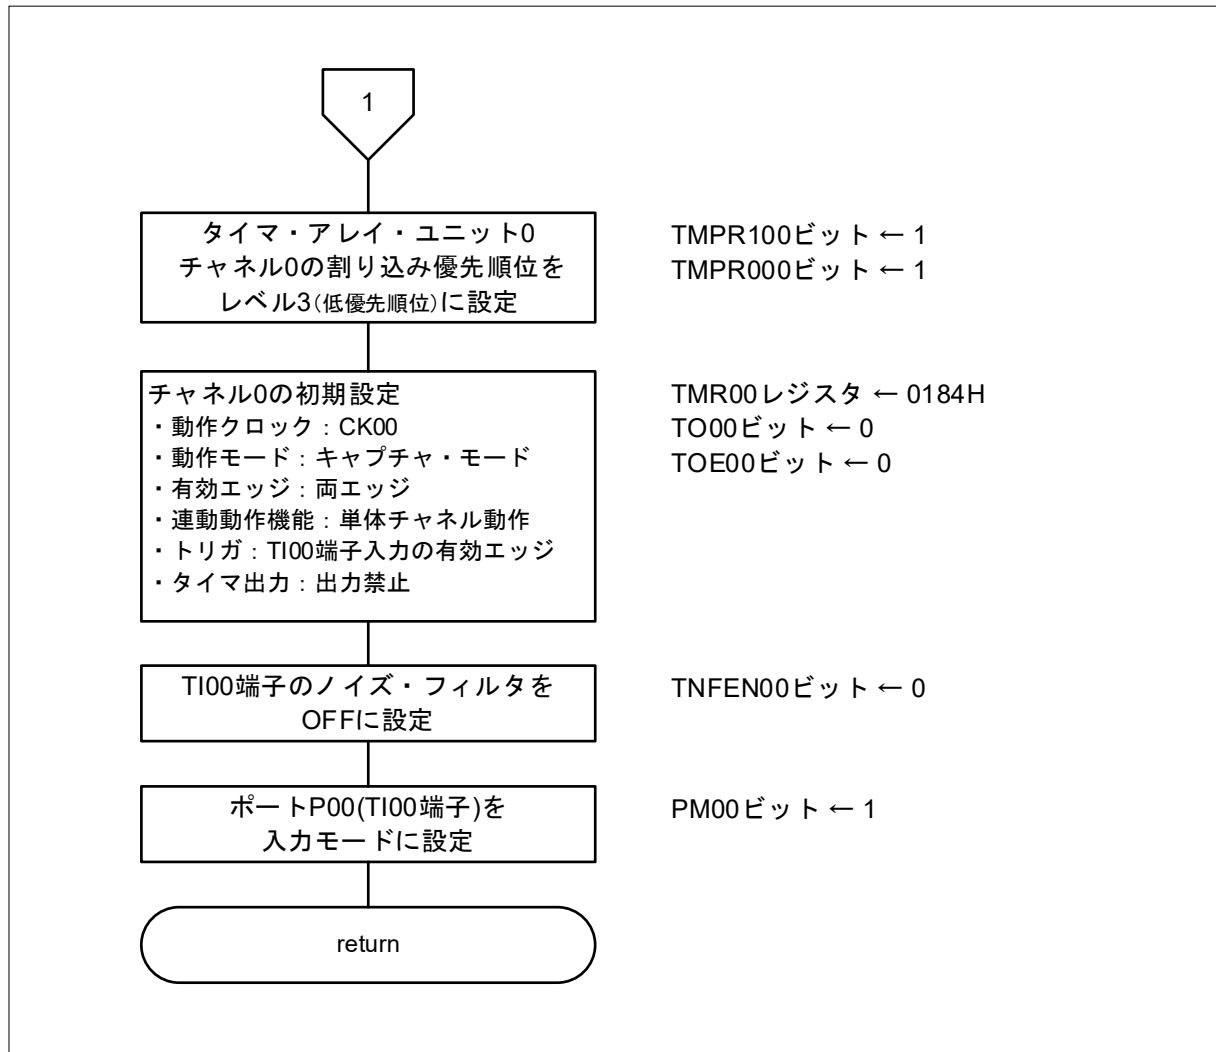 1
タイマ・アレイ・ユニット0
チャネル0の割り込み優先順位を
レベル3(低優先順位)に設定
TMPR100ビット ← 1
TMPR000ビット ← 1
チャネル0の初期設定
・動作クロック：CK00
・動作モード：キャプチャ・モード
・有効エッジ：両エッジ
・連動動作機能：単体チャネル動作
・トリガ：TI00端子入力の有効エッジ
・タイマ出力：出力禁止
TMR00レジスタ ← 0184H
TO00ビット ← 0
TOE00ビット ← 0
TI00端子のノイズ・フィルタを
OFFに設定
TNFEN00ビット ← 0
ポートP00(TI00端子)を
入力モードに設定
PM00ビット ← 1
return